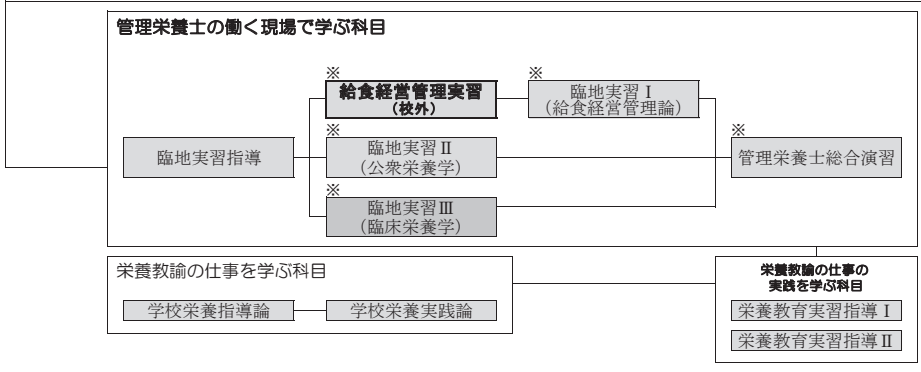 管理栄養士の働く現場で学ぶ科目
※
給食経営管理実習
（校外）
※
臨地実習Ⅰ
（給食経営管理論）
臨地実習指導
※
臨地実習Ⅱ
（公衆栄養学）
※
管理栄養士総合演習
※
臨地実習Ⅲ
（臨床栄養学）
栄養教諭の仕事を学ぶ科目
学校栄養指導論
学校栄養実践論
栄養教諭の仕事の
実践を学ぶ科目
栄養教育実習指導Ⅰ
栄養教育実習指導Ⅱ